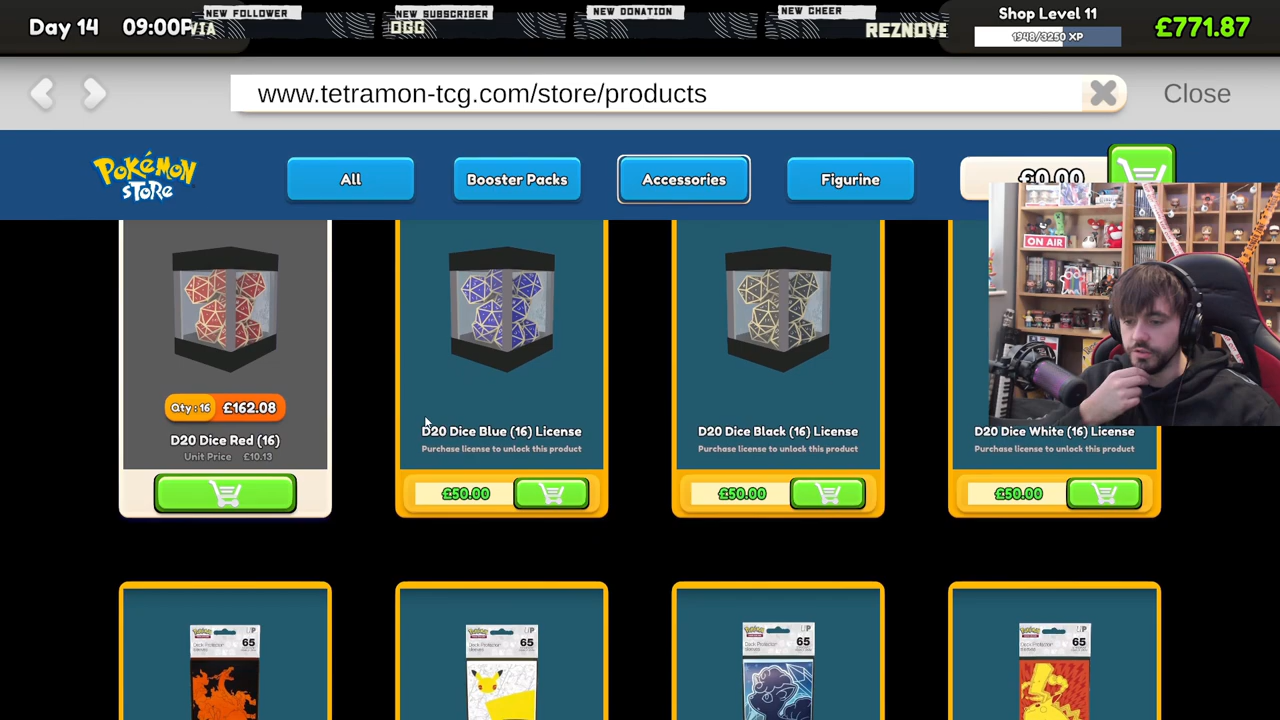 NEW FOLLOWER
NEW SUBSCRIBER
NEW DONATION
NEW CHEER
Day 14 09:00P
VIA
OGG
REZNOVE
Shop Level 11
1948/3250 XP
£771.87
www.tetramon-tcg.com/store/products
Close
POKéMON
STORE
All
Booster Packs
Accessories
Figurine
£0.00
ON AIR
Qty : 16 £162.08
D20 Dice Red (16)
Unit Price £10.13
D20 Dice Blue (16) License
Purchase license to unlock this product
£50.00
D20 Dice Black (16) License
Purchase license to unlock this product
£50.00
D20 Dice White (16) License
Purchase license to unlock this product
£50.00
65
65
65
65